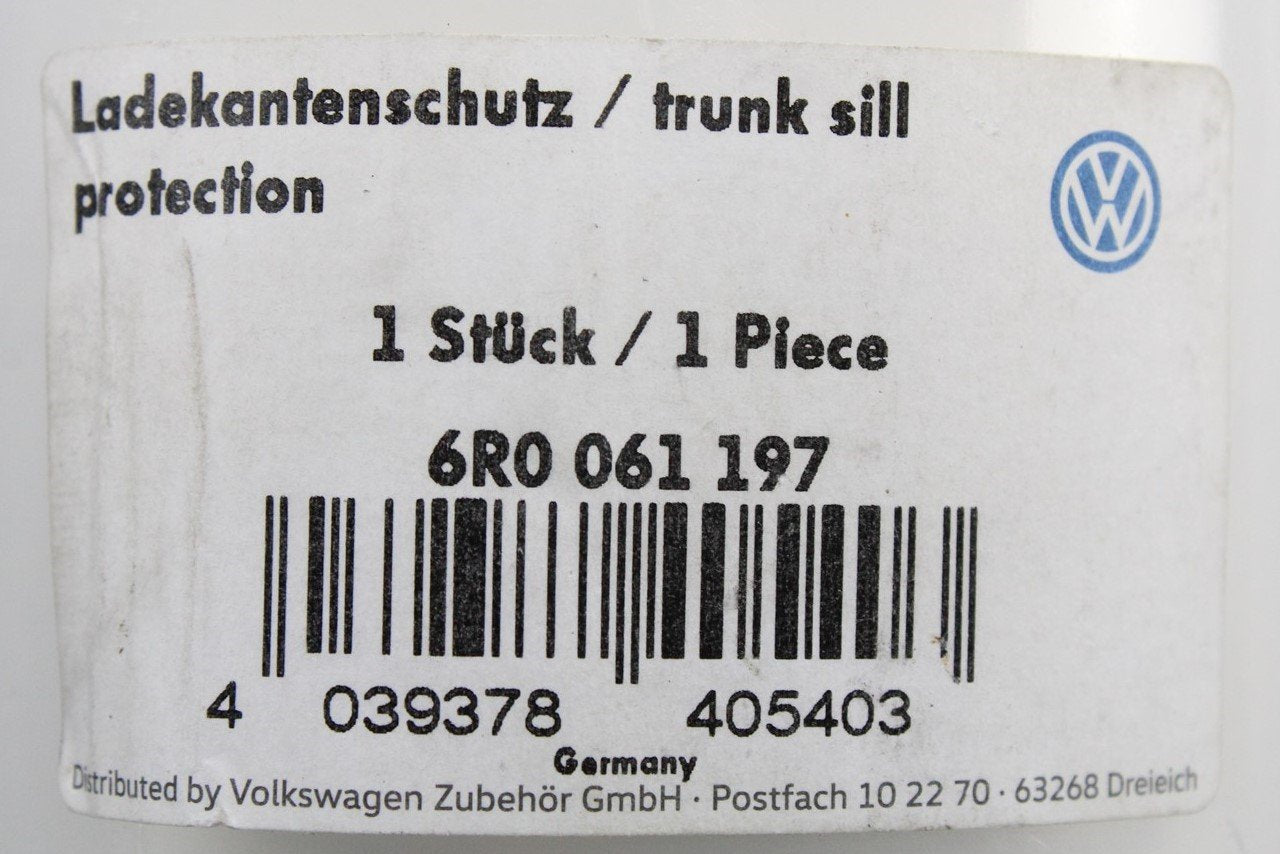 Ladekantenschutz / trunk sill
protection
VW
1 Stück / 1 Piece
6R0 061 197
4 039378 405403
Germany
Distributed by Volkswagen Zubehör GmbH · Postfach 10 22 70 · 63268 Dreieich